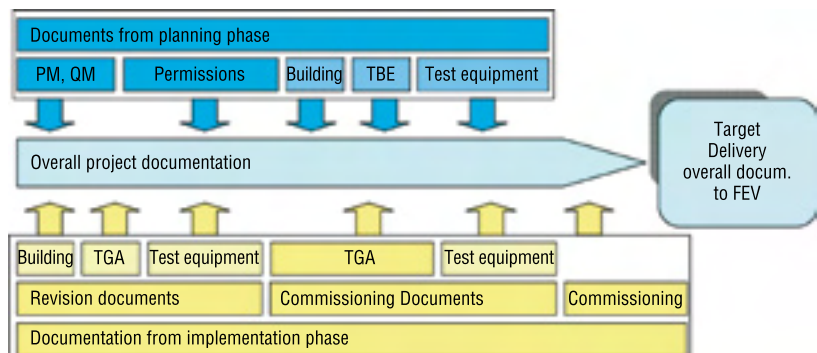 Documents from planning phase
PM, QM
Permissions
Building
TBE
Test equipment
Overall project documentation
Target
Delivery
overall docum.
to FEV
Building
TGA
Test equipment
TGA
Test equipment
Revision documents
Commissioning Documents
Commissioning
Documentation from implementation phase